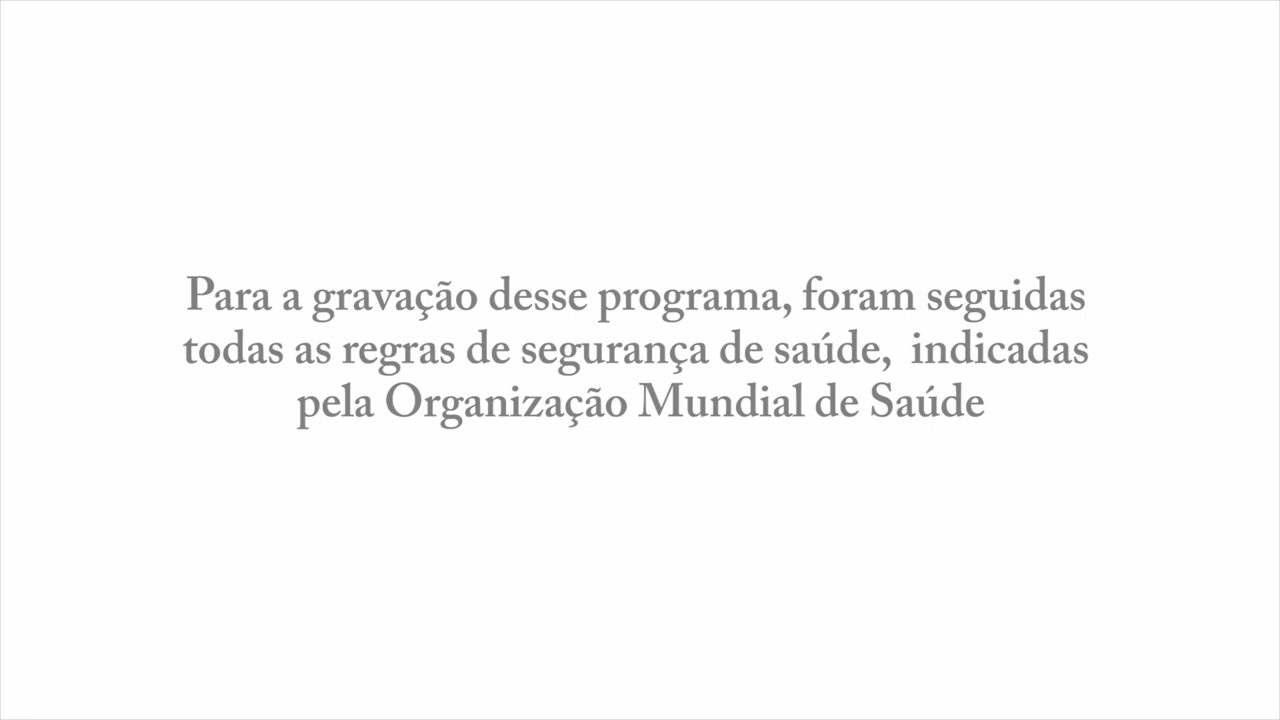 Para a gravação desse programa, foram seguidas
todas as regras de segurança de saúde,  indicadas
pela Organização Mundial de Saúde